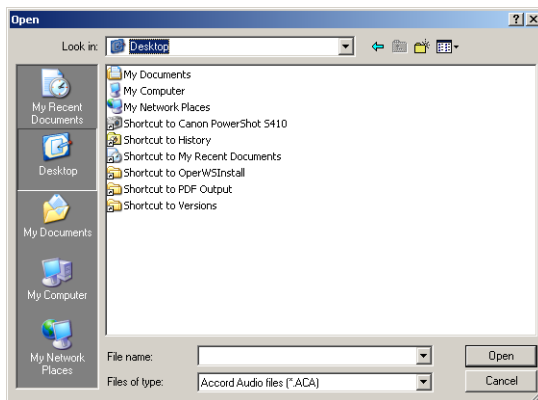 Open
Look in:
Desktop
My Recent
Documents
Desktop
My Documents
My Computer
My Network
Places
My Documents
My Computer
My Network Places
Shortcut to Canon PowerShot S410
Shortcut to History
Shortcut to My Recent Documents
Shortcut to OperWSInstall
Shortcut to PDF Output
Shortcut to Versions
File name:
Open
Files of type:
Accord Audio files (*.ACA)
Cancel